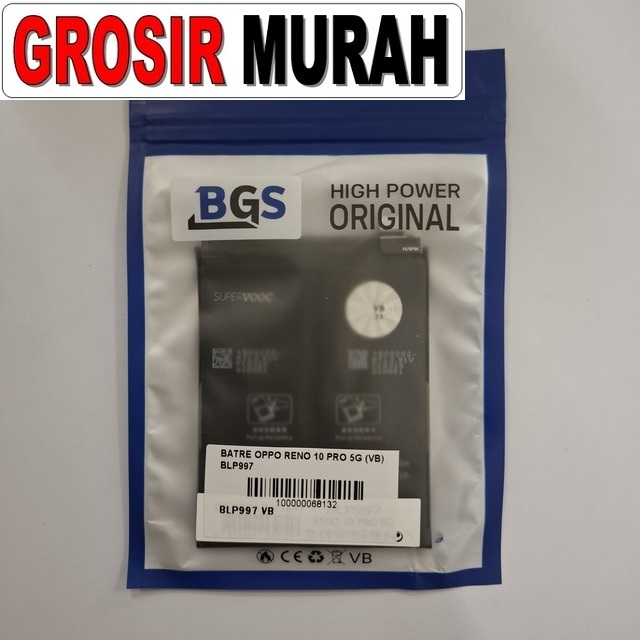 GROSIR MURAH
BGS
HIGH POWER
ORIGINAL
SUPERVOOC
VB
BATRE OPPO RENO 10 PRO 5G (VB)
BLP997
100000068132
BLP997 VB
CE
VB